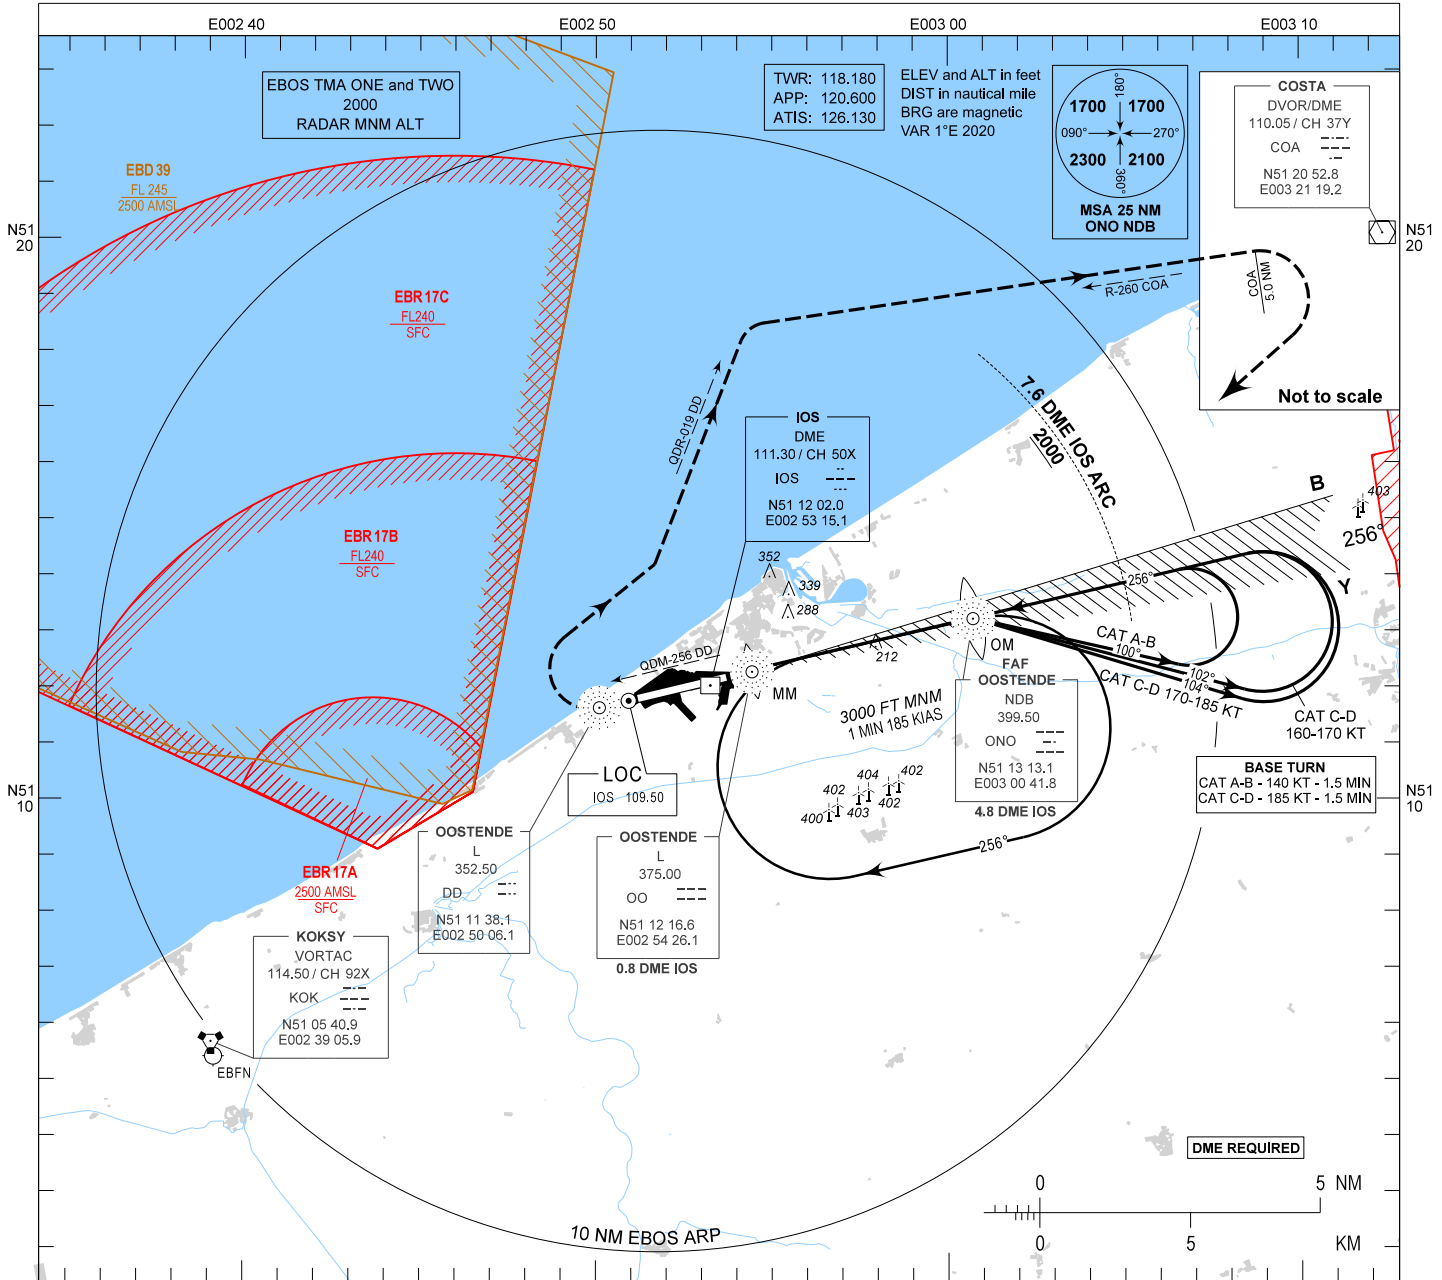 E002 40
E002 50
E003 00
E003 10
EBOS TMA ONE and TWO
2000
RADAR MNM ALT
TWR: 118.180
APP: 120.600
ATIS: 126.130
ELEV and ALT in feet
DIST in nautical mile
BRG are magnetic
VAR 1°E 2020
180°
1700
1700
090°
270°
2300
2100
360°
MSA 25 NM
ONO NDB
COSTA
DVOR/DME
110.05 / CH 37Y
COA
N51 20 52.8
E003 21 19.2
EBD 39
FL 245
2500 AMSL
N51
20
N51
20
EBR 17C
FL240
SFC
R-260 COA
COA
5.0 NM
Not to scale
QDR-019 DD
7.6 DME IOS ARC
2000
IOS
DME
111.30 / CH 50X
IOS
N51 12 02.0
E002 53 15.1
B
403
256°
EBR 17B
FL240
SFC
352
339
288
256°
Y
212
OM
CAT A-B
100°
102°
104°
CAT C-D 170-185 KT
CAT C-D
160-170 KT
QDM-256 DD
MM
3000 FT MNM
1 MIN 185 KIAS
FAF
OOSTENDE
NDB
399.50
ONO
N51 13 13.1
E003 00 41.8
4.8 DME IOS
BASE TURN
CAT A-B - 140 KT - 1.5 MIN
CAT C-D - 185 KT - 1.5 MIN
N51
10
N51
10
LOC
IOS 109.50
402
404
402
400
403
402
256°
OOSTENDE
L
352.50
DD
N51 11 38.1
E002 50 06.1
OOSTENDE
L
375.00
OO
N51 12 16.6
E002 54 26.1
0.8 DME IOS
EBR 17A
2500 AMSL
SFC
KOKSY
VORTAC
114.50 / CH 92X
KOK
N51 05 40.9
E002 39 05.9
EBFN
DME REQUIRED
0
5 NM
0
5
KM
10 NM EBOS ARP